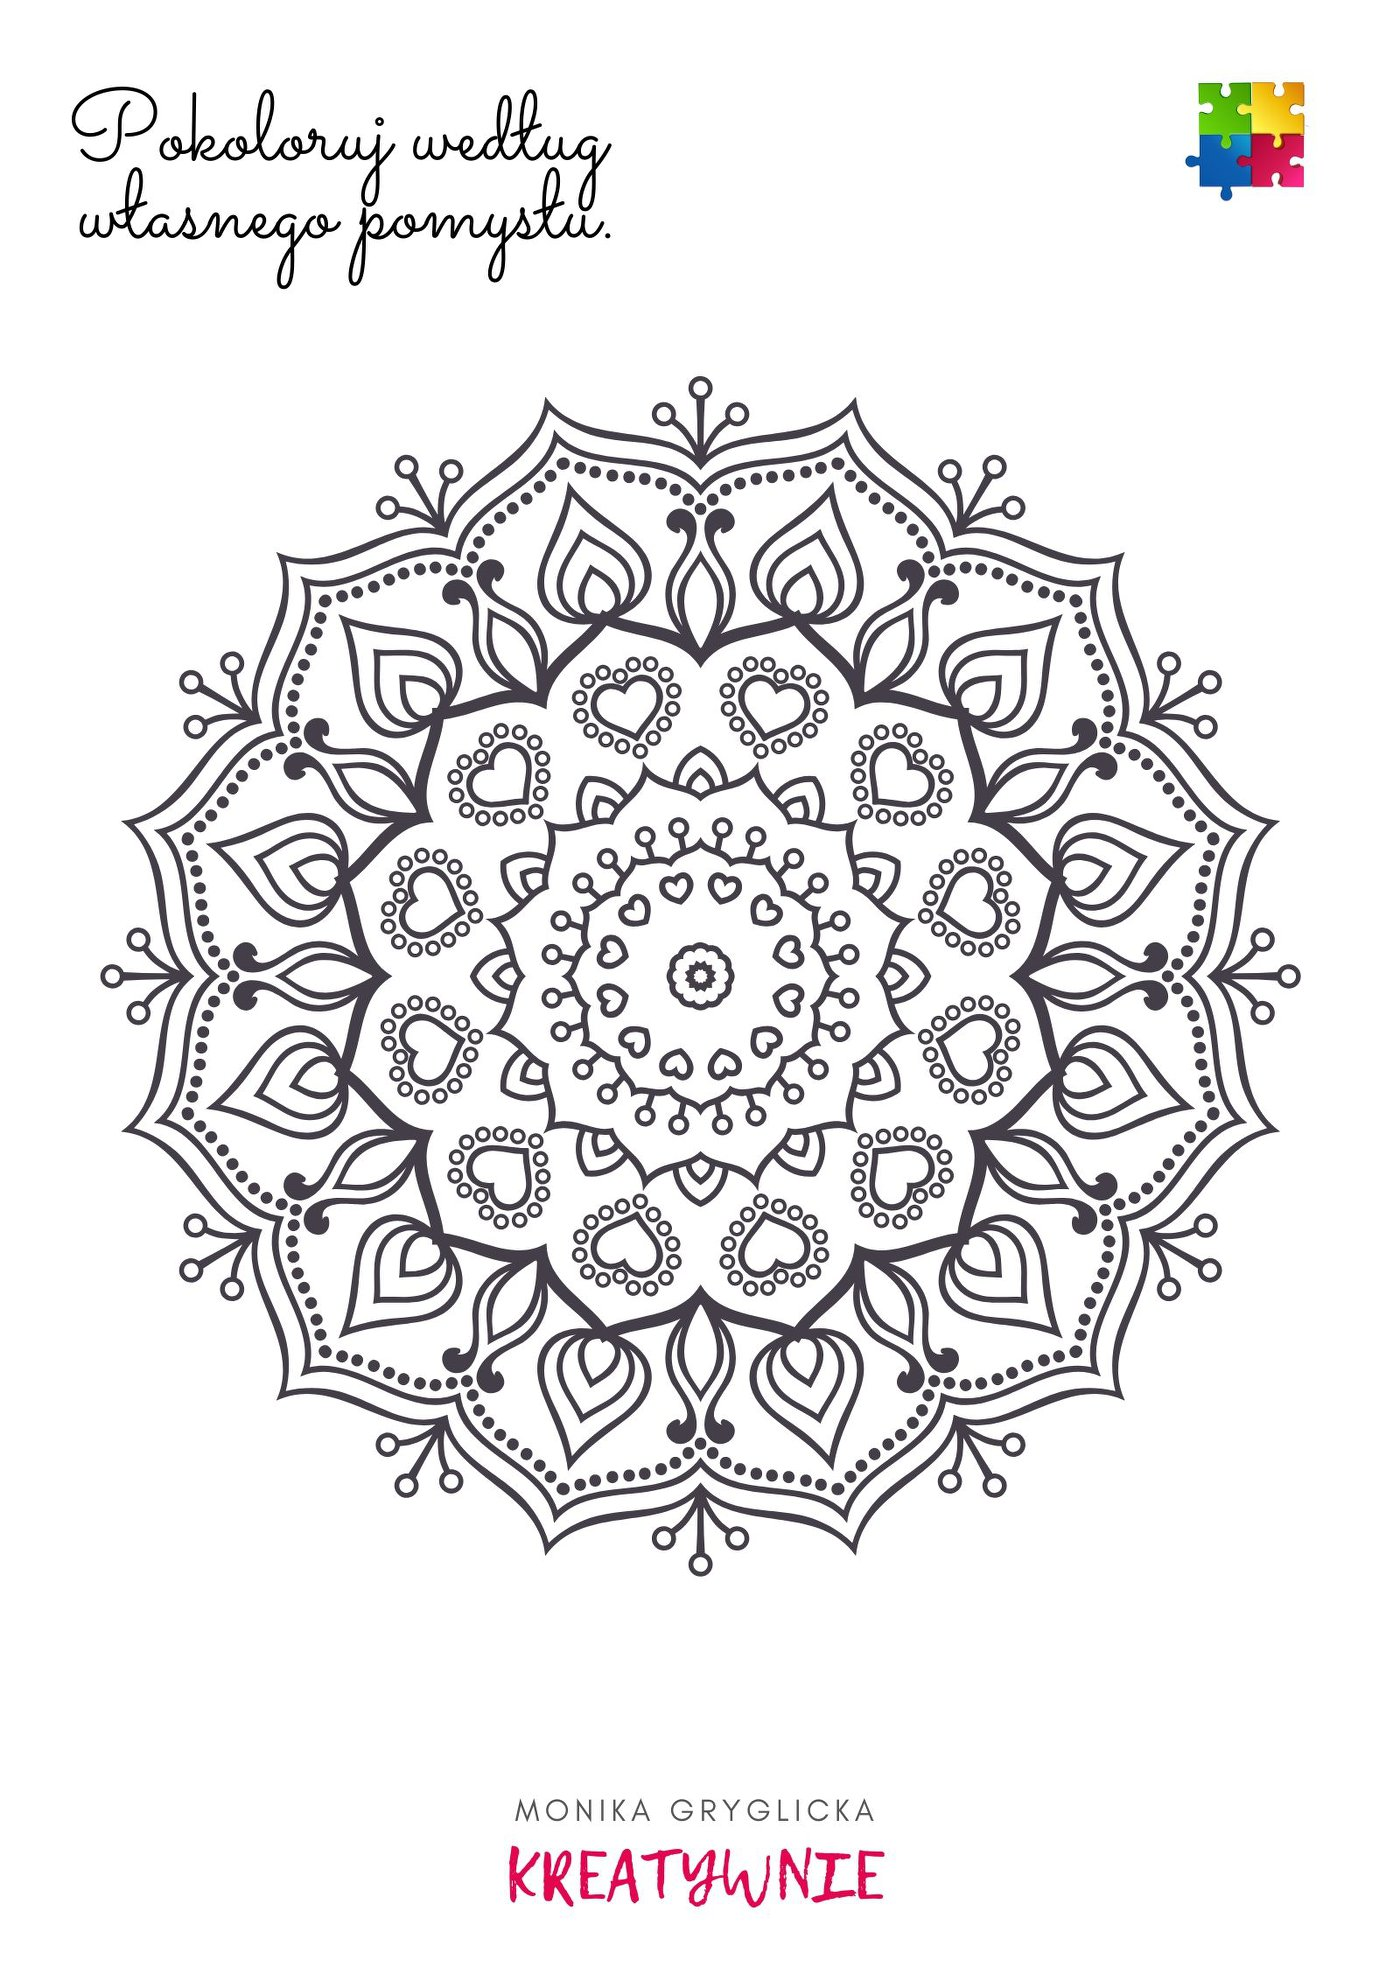 Pokoloruj według
własnego pomysłu.
MONIKA GRYGLICKA
KREATYWNIE